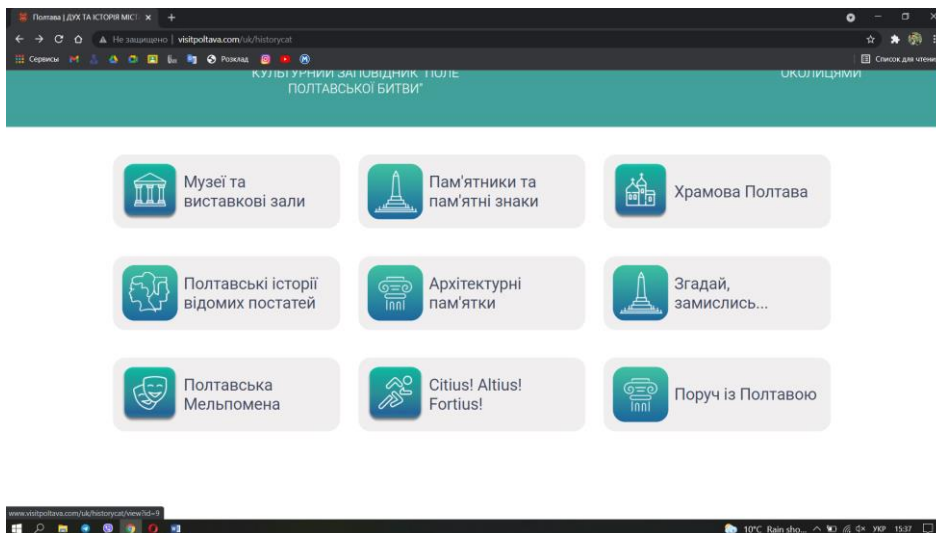 Полтава | ДУХ ТА ІСТОРІЯ МІСТ
Не защищено | visitpoltava.com/uk/historycat
Сервисы
Розклад
Список для чтения
КУЛЬТУРНИЙ ЗАПОВІДНИК "ПОЛЕ
ПОЛТАВСЬКОЇ БИТВИ"
ОКОЛИЦЯМИ
Музеї та
виставкові зали
Пам'ятники та
пам'ятні знаки
Храмова Полтава
Полтавські історії
відомих постатей
Архітектурні
пам'ятки
Згадай,
замислись...
Полтавська
Мельпомена
Citius! Altius!
Fortius!
Поруч із Полтавою
www.visitpoltava.com/uk/historycat/view?id=9
10°C Rain sho... УКР 15:37